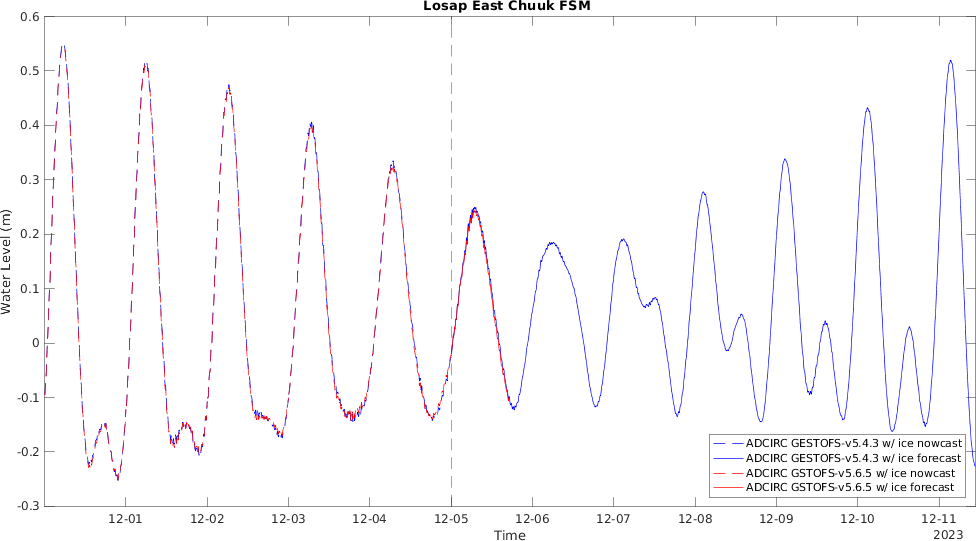 Losap East Chuuk FSM
0.6
0.5
0.4
0.3
0.2
0.1
0
-0.1
-0.2
-0.3
Water Level (m)
ADCIRC GESTOFS-v5.4.3 w/ ice nowcast
ADCIRC GESTOFS-v5.4.3 w/ ice forecast
ADCIRC GSTOFS-v5.6.5 w/ ice nowcast
ADCIRC GSTOFS-v5.6.5 w/ ice forecast
12-01 12-02 12-03 12-04 12-05 12-06 12-07 12-08 12-09 12-10 12-11
Time
2023